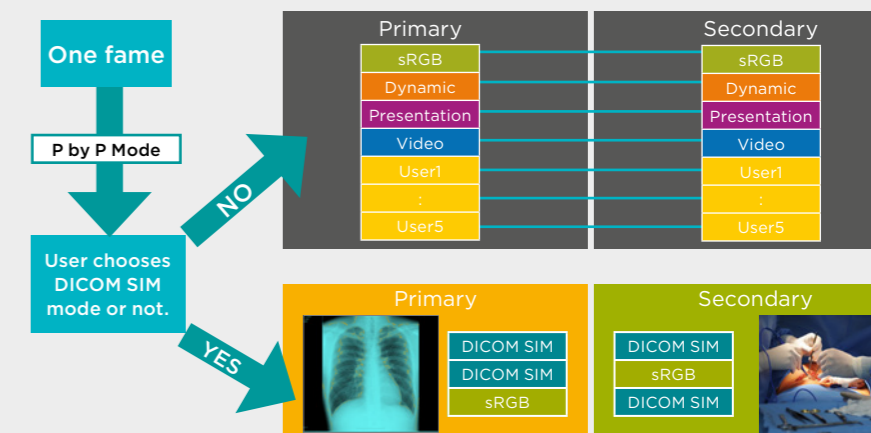 One fame
P by P Mode
User chooses
DICOM SIM
mode or not.
NO
YES
Primary
sRGB
Dynamic
Presentation
Video
User1
:
User5
Secondary
sRGB
Dynamic
Presentation
Video
User1
:
User5
Primary
DICOM SIM
DICOM SIM
sRGB
Secondary
DICOM SIM
sRGB
DICOM SIM